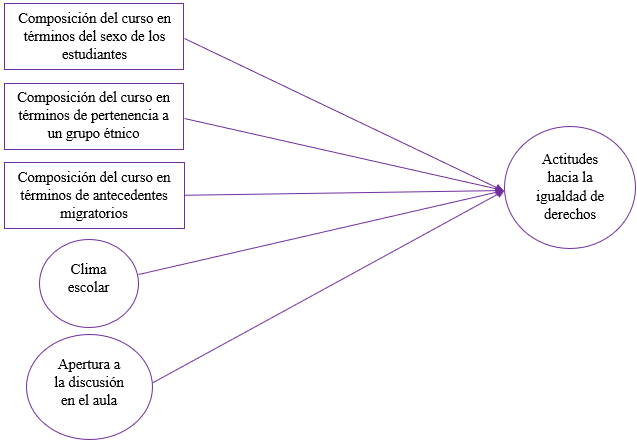 Composición del curso en
términos del sexo de los
estudiantes
Composición del curso en
términos de pertenencia a
un grupo étnico
Composición del curso en
términos de antecedentes
migratorios
Clima
escolar
Apertura a
la discusión
en el aula
Actitudes
hacia la
igualdad de
derechos